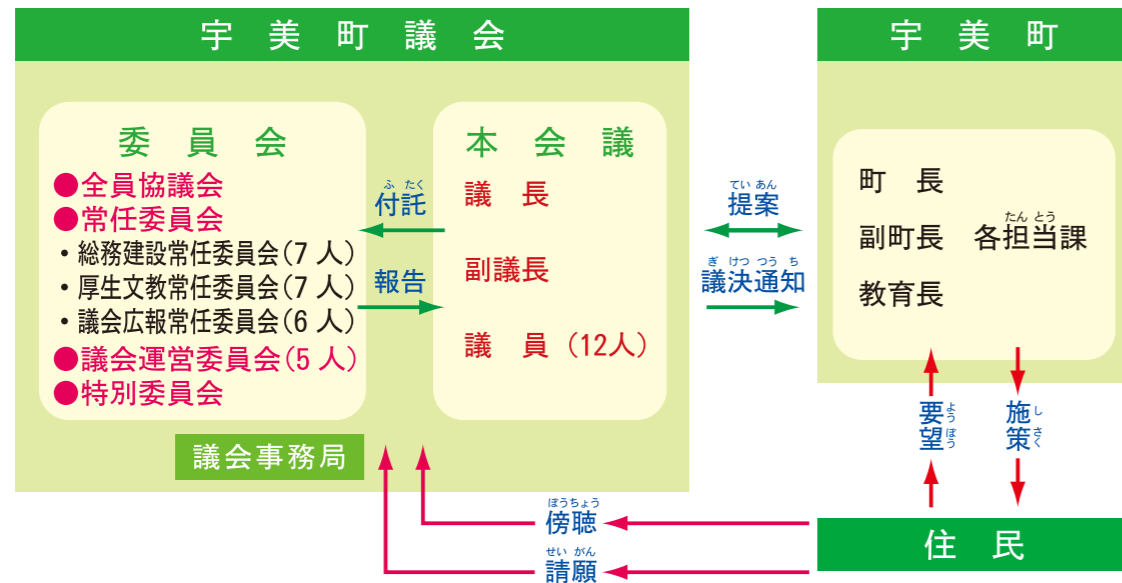 宇美町議会
委員会
●全員協議会
●常任委員会
・総務建設常任委員会(7人)
・厚生文教常任委員会(7人)
・議会広報常任委員会(6人)
●議会運営委員会(5人)
●特別委員会
議会事務局
ふたく
付託
報告
本会議
議長
副議長
議員(12人)
ていあん
提案
ぎけつつうち
議決通知
宇美町
町長
たんとう
副町長 各担当課
教育長
要望
ようぼう
施策
しさく
ぼうちょう
傍聴
せいがん
請願
住民